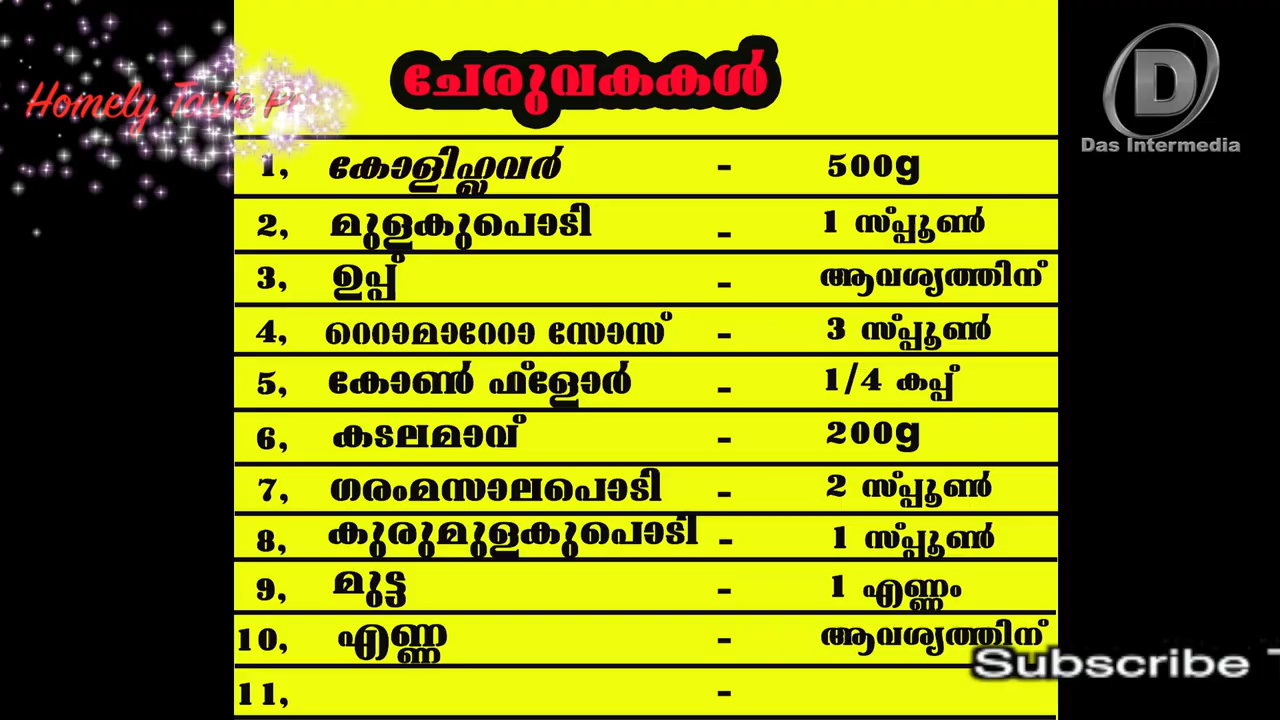 Homely Taste
Das Intermedia
ചേരുവകകൾ
1, കോളിഫ്ലവർ - 500g
2, മുളകുപൊടി - 1 സ്പ്പൂൺ
3, ഉപ്പ് - ആവശ്യത്തിന്
4, റൊമാറോോ സോസ് - 3 സ്പ്പൂൺ
5, കോൺ ഫ്ളോർ - 1/4 കപ്പ്
6, കടലമാവ് - 200g
7, ഗരംമസാലപൊടി - 2 സ്പ്പൂൺ
8, കുരുമുളകുപൊടി - 1 സ്പ്പൂൺ
9, മുട്ട - 1 എണ്ണം
10, എണ്ണ - ആവശ്യത്തിന്
Subscribe
11, -